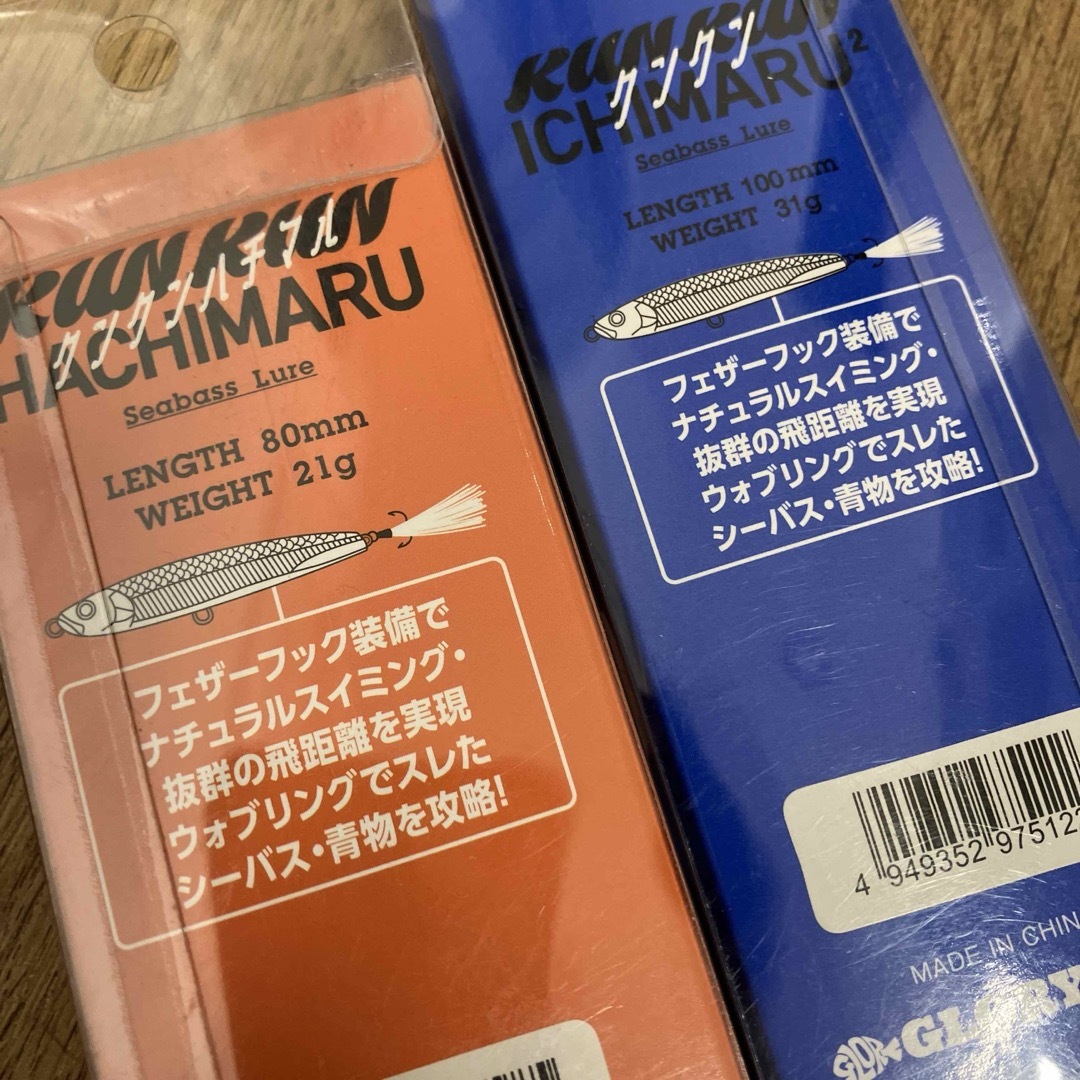 KUN KUN
クンクンハチマル
HACHIMARU
Seabass Lure
LENGTH 80mm
WEIGHT 21g
フェザーフック装備で
ナチュラルスイミング・
抜群の飛距離を実現
ウォブリングでスレた
シーバス・青物を攻略!
KUN KUN
クンクン
ICHIMARU²
Seabass Lure
LENGTH 100mm
WEIGHT 31g
フェザーフック装備で
ナチュラルスイミング・
抜群の飛距離を実現
ウォブリングでスレた
シーバス・青物を攻略!
4 949352 97512
MADE IN CHIN
GLORY